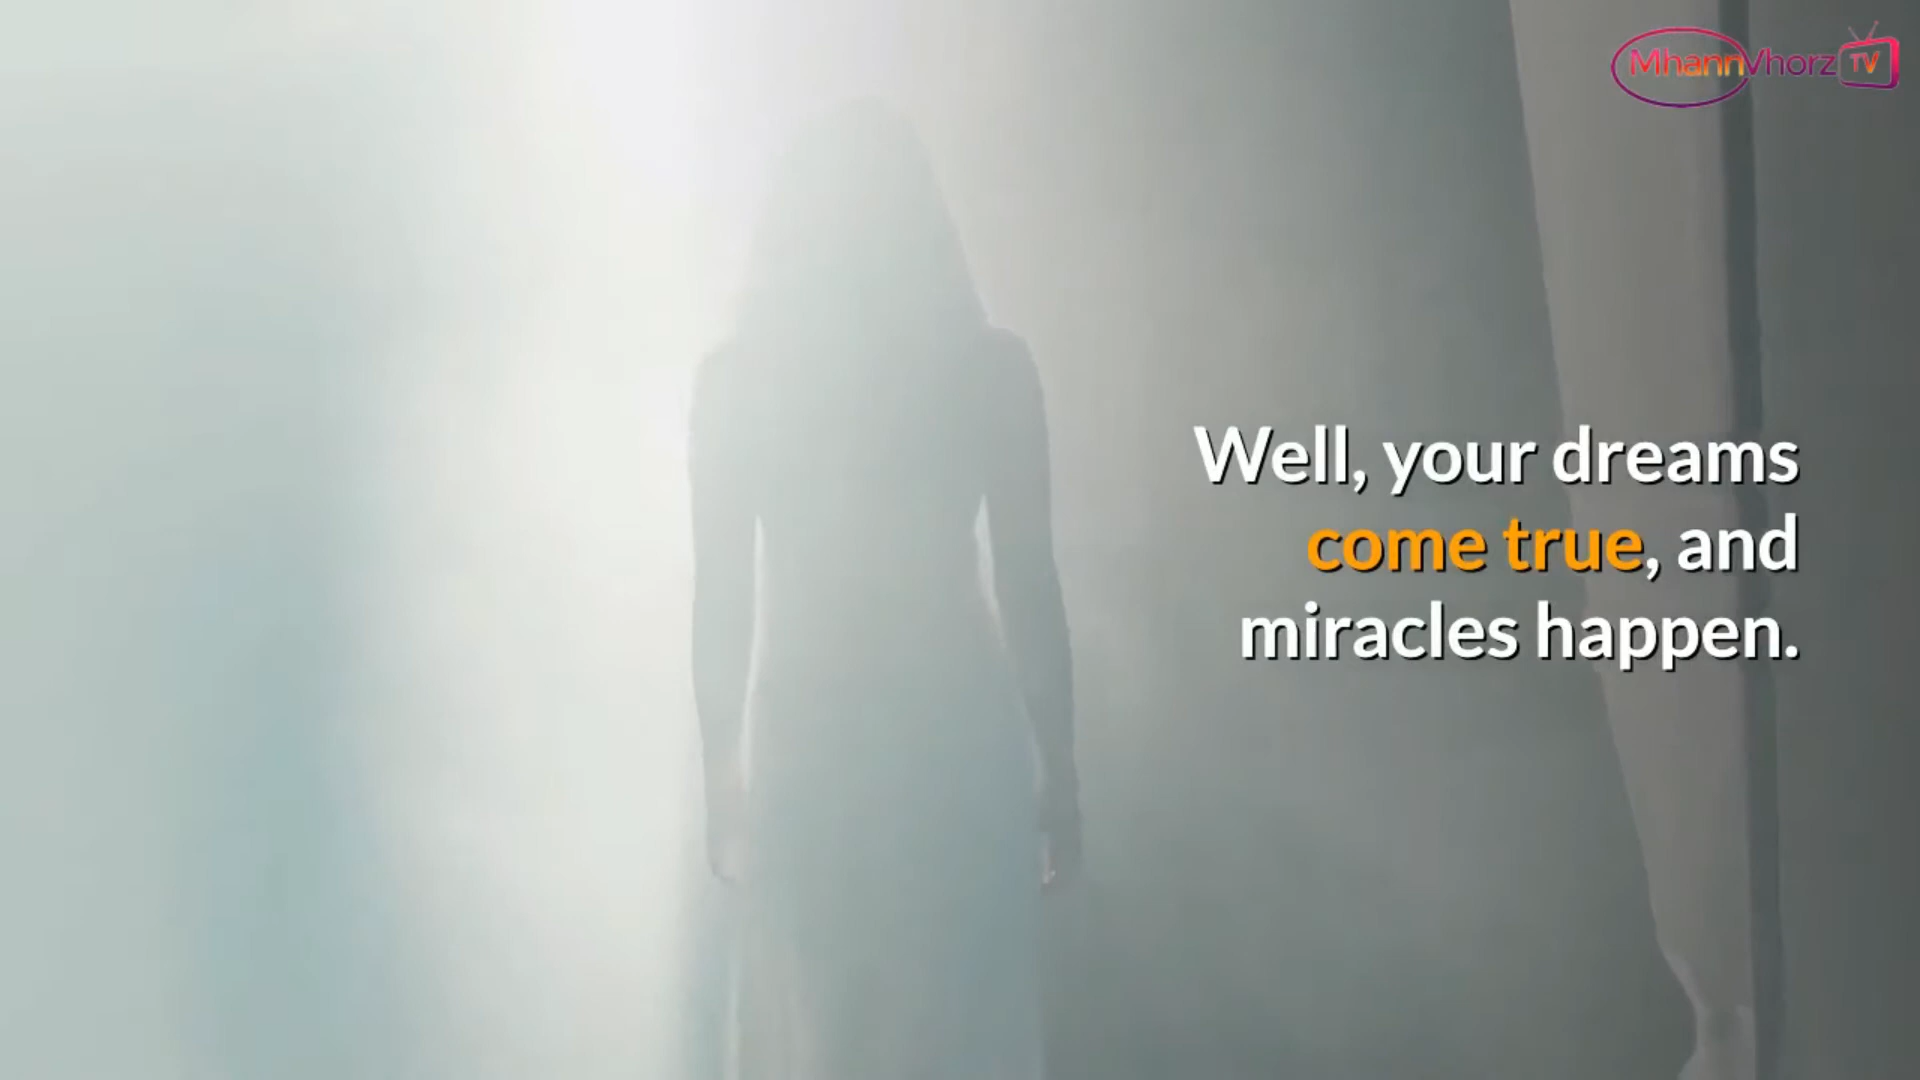 MhannVhorz TV
Well, your dreams
come true, and
miracles happen.